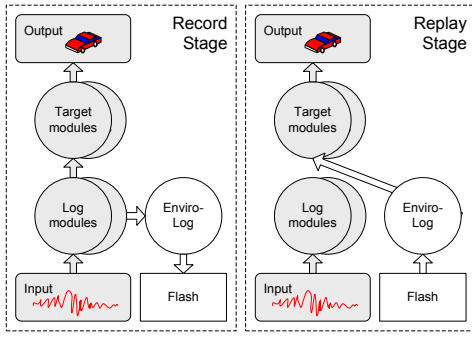 Record
Stage
Output
Target
modules
Log
modules
Enviro-
Log
Input
Flash
Replay
Stage
Output
Target
modules
Log
modules
Enviro-
Log
Input
Flash